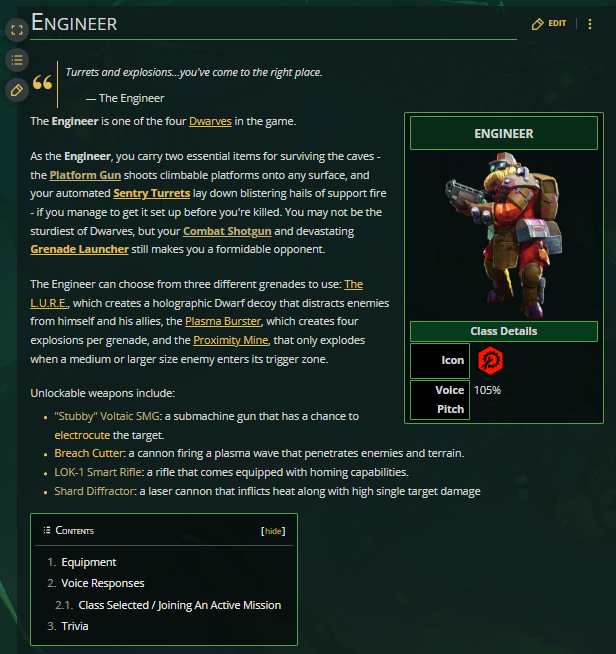 ENGINEER
EDIT
Turrets and explosions...you've come to the right place.
— The Engineer
The Engineer is one of the four Dwarves in the game.
As the Engineer, you carry two essential items for surviving the caves -
the Platform Gun shoots climbable platforms onto any surface, and
your automated Sentry Turrets lay down blistering hails of support fire
- if you manage to get it set up before you're killed. You may not be the
sturdiest of Dwarves, but your Combat Shotgun and devastating
Grenade Launcher still makes you a formidable opponent.
The Engineer can choose from three different grenades to use: The
L.U.R.E., which creates a holographic Dwarf decoy that distracts enemies
from himself and his allies, the Plasma Burster, which creates four
explosions per grenade, and the Proximity Mine, that only explodes
when a medium or larger size enemy enters its trigger zone.
Unlockable weapons include:
• "Stubby" Voltaic SMG: a submachine gun that has a chance to
electrocute the target.
• Breach Cutter: a cannon firing a plasma wave that penetrates enemies and terrain.
• LOK-1 Smart Rifle: a rifle that comes equipped with homing capabilities.
• Shard Diffractor: a laser cannon that inflicts heat along with high single target damage
ENGINEER
Class Details
Icon
Voice Pitch 105%
CONTENTS [hide]
1. Equipment
2. Voice Responses
2.1. Class Selected / Joining An Active Mission
3. Trivia